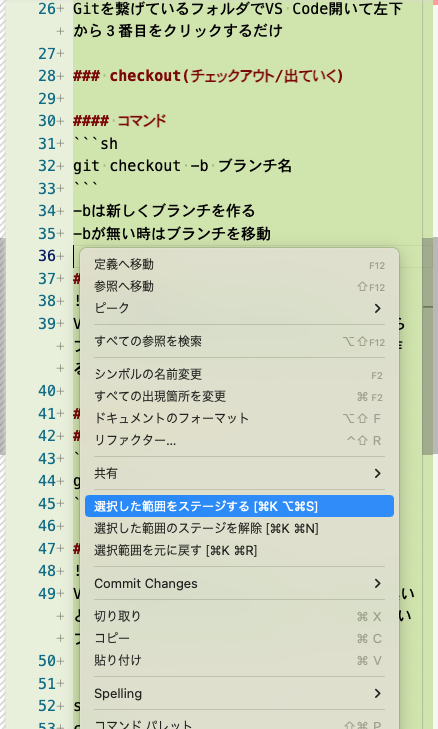 26+ Gitを繋げているフォルダでVS Code開いて左下
+ から３番目をクリックするだけ
27+
28+ ### checkout(チェックアウト/出ていく)
29+
30+ #### コマンド
31+ ```sh
32+ git checkout -b ブランチ名
33+ ```
34+ -bは新しくブランチを作る
35+ -bが無い時はブランチを移動
36+
37+ #
38+ !
39+ V
+
+
40+
41+ #
42+ #
43+ `
44+ g
45+ `
46+
47+ #
48+ !
49+ V い
+ と い
+
50+
51+
52+ s
53+
定義へ移動 F12
参照へ移動 ⇧F12
ピーク >
すべての参照を検索 ⌥⇧F12
シンボルの名前変更 F2
すべての出現箇所を変更 ⌘ F2
ドキュメントのフォーマット ⌥⇧ F
リファクター... ^⇧ R
共有 >
選択した範囲をステージする [⌘K ⌥⌘S]
選択した範囲のステージを解除 [⌘K ⌘N]
選択範囲を元に戻す [⌘K ⌘R]
Commit Changes >
切り取り ⌘ X
コピー ⌘ C
貼り付け ⌘ V
Spelling >
コマンド パレット ⇧⌘ P